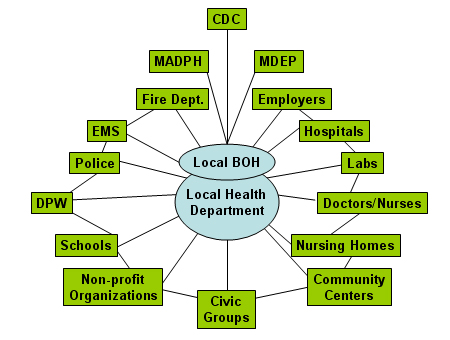 CDC
MADPH
MDEP
Fire Dept.
Employers
EMS
Hospitals
Local BOH
Police
Labs
Local Health
Department
DPW
Doctors/Nurses
Schools
Nursing Homes
Non-profit
Organizations
Community
Centers
Civic
Groups